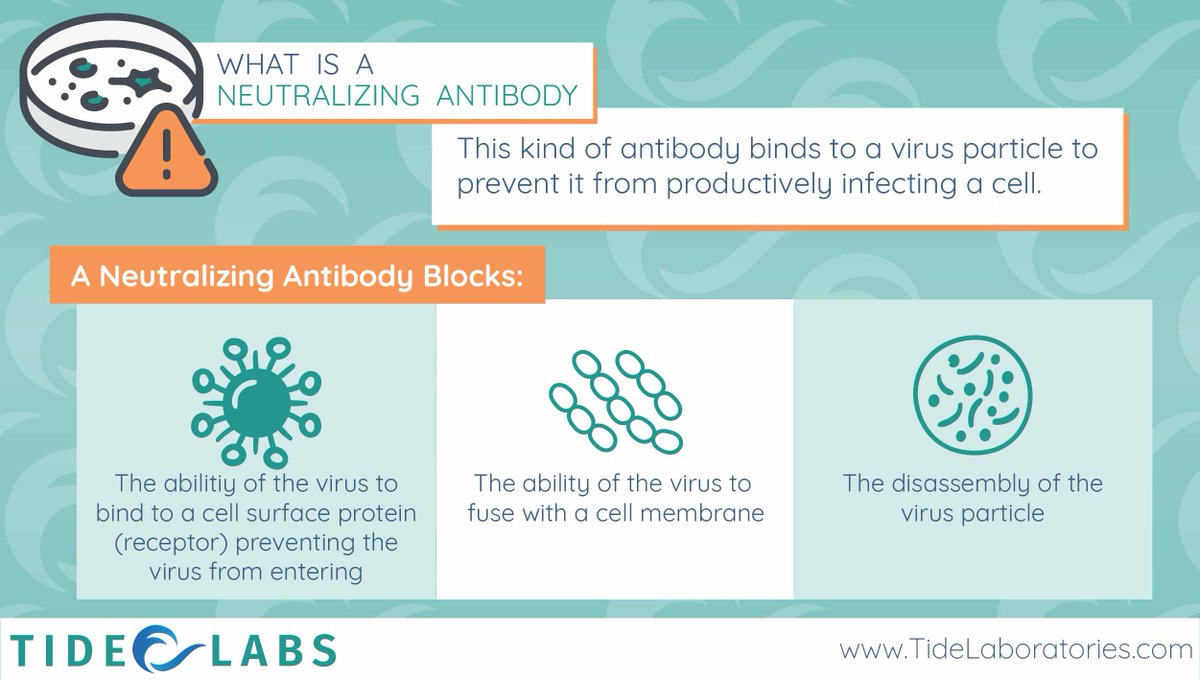 WHAT IS A
NEUTRALIZING ANTIBODY
This kind of antibody binds to a virus particle to
prevent it from productively infecting a cell.
A Neutralizing Antibody Blocks:
The abilitiy of the virus to
bind to a cell surface protein
(receptor) preventing the
virus from entering
The ability of the virus to
fuse with a cell membrane
The disassembly of the
virus particle
TIDE LABS
www.TideLaboratories.com